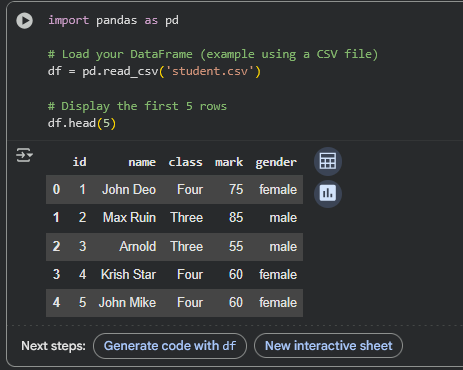 import pandas as pd
# Load your DataFrame (example using a CSV file)
df = pd.read_csv('student.csv')
# Display the first 5 rows
df.head(5)
id name class mark gender
0 1 John Deo Four 75 female
1 2 Max Ruin Three 85 male
2 3 Arnold Three 55 male
3 4 Krish Star Four 60 female
4 5 John Mike Four 60 female
Next steps: Generate code with df New interactive sheet